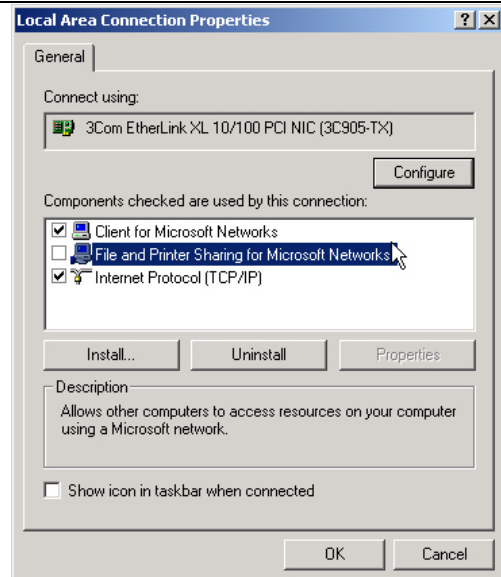 Local Area Connection Properties
General
Connect using:
3Com EtherLink XL 10/100 PCI NIC (3C905-TX)
Configure
Components checked are used by this connection:
Client for Microsoft Networks
File and Printer Sharing for Microsoft Networks
Internet Protocol (TCP/IP)
Install... Uninstall Properties
Description
Allows other computers to access resources on your computer
using a Microsoft network.
Show icon in taskbar when connected
OK Cancel